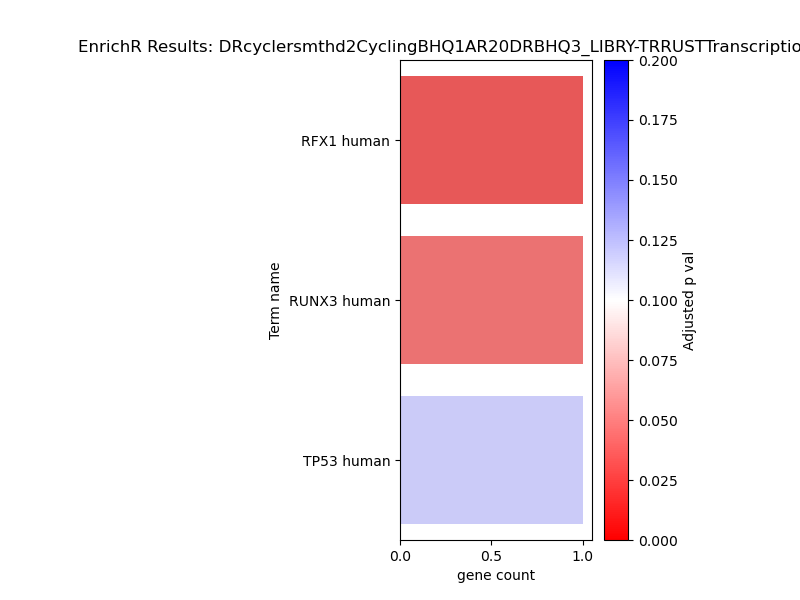 EnrichR Results: DRcyclersmthd2CyclingBHQ1AR20DRBHQ3_LIBRY-TRRUSTTranscriptio
RFX1 human
RUNX3 human
TP53 human
Term name
0.0 0.5 1.0
gene count
0.200
0.175
0.150
0.125
0.100
0.075
0.050
0.025
0.000
Adjusted p val